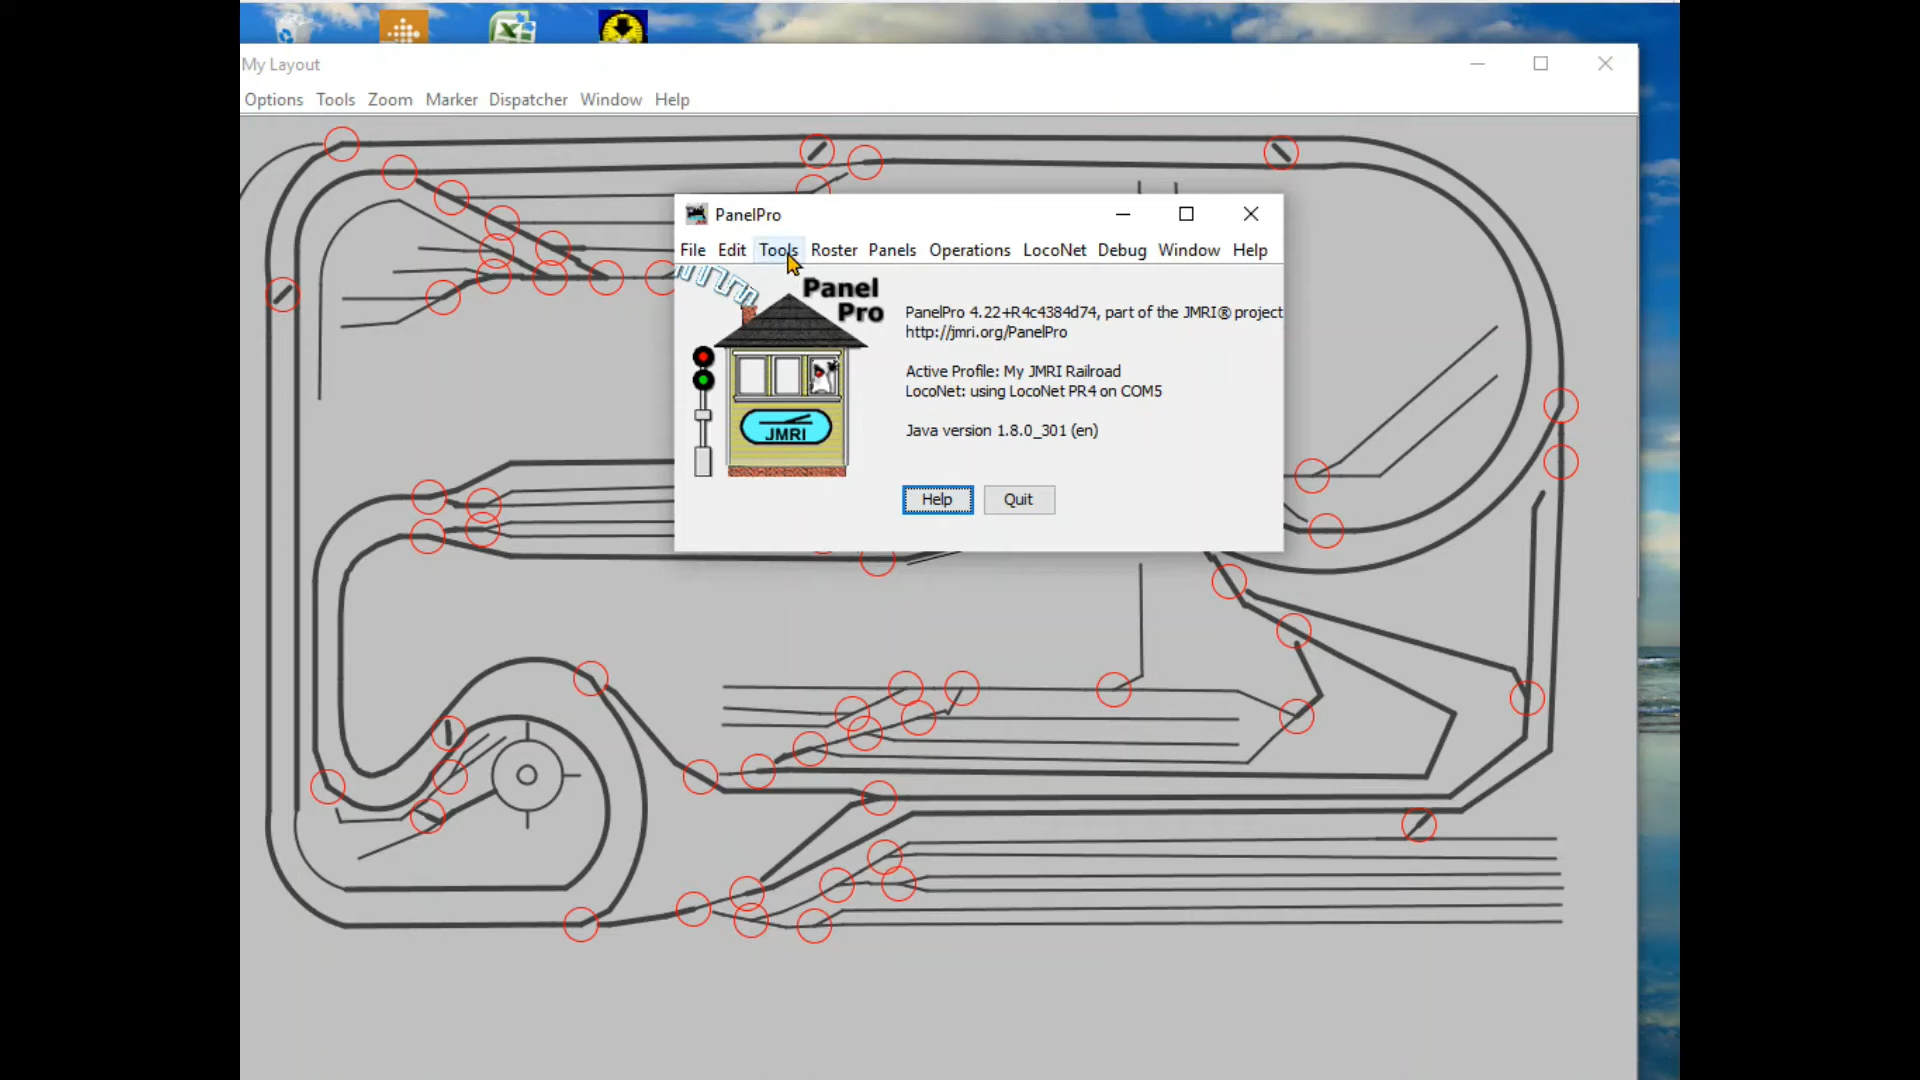 My Layout
Options Tools Zoom Marker Dispatcher Window Help
PanelPro
File Edit Tools Roster Panels Operations LocoNet Debug Window Help
Panel
Pro
PanelPro 4.22+R4c4384d74, part of the JMRI® project
http://jmri.org/PanelPro
Active Profile: My JMRI Railroad
LocoNet: using LocoNet PR4 on COM5
JMRI
Java version 1.8.0_301 (en)
Help Quit